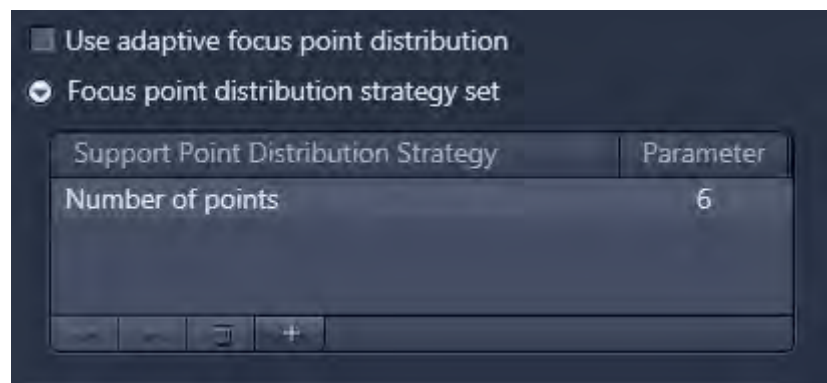 Use adaptive focus point distribution
Focus point distribution strategy set
Support Point Distribution Strategy Parameter
Number of points 6